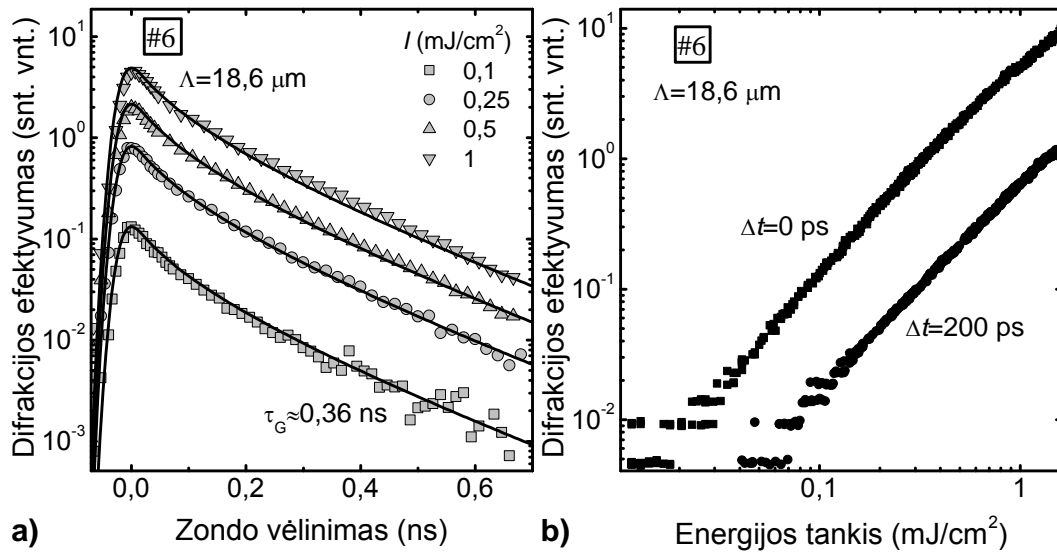 #6
Λ=18,6 μm
I (mJ/cm²)
0,1
0,25
0,5
1
τG≈0,36 ns
Difrakcijos efektyvumas (snt. vnt.)
10¹
10⁰
10⁻¹
10⁻²
10⁻³
0,0
0,2
0,4
0,6
Zondo vėlinimas (ns)
a)
#6
Λ=18,6 μm
Δt=0 ps
Δt=200 ps
Difrakcijos efektyvumas (snt. vnt.)
10¹
10⁰
10⁻¹
10⁻²
0,1
1
Energijos tankis (mJ/cm²)
b)